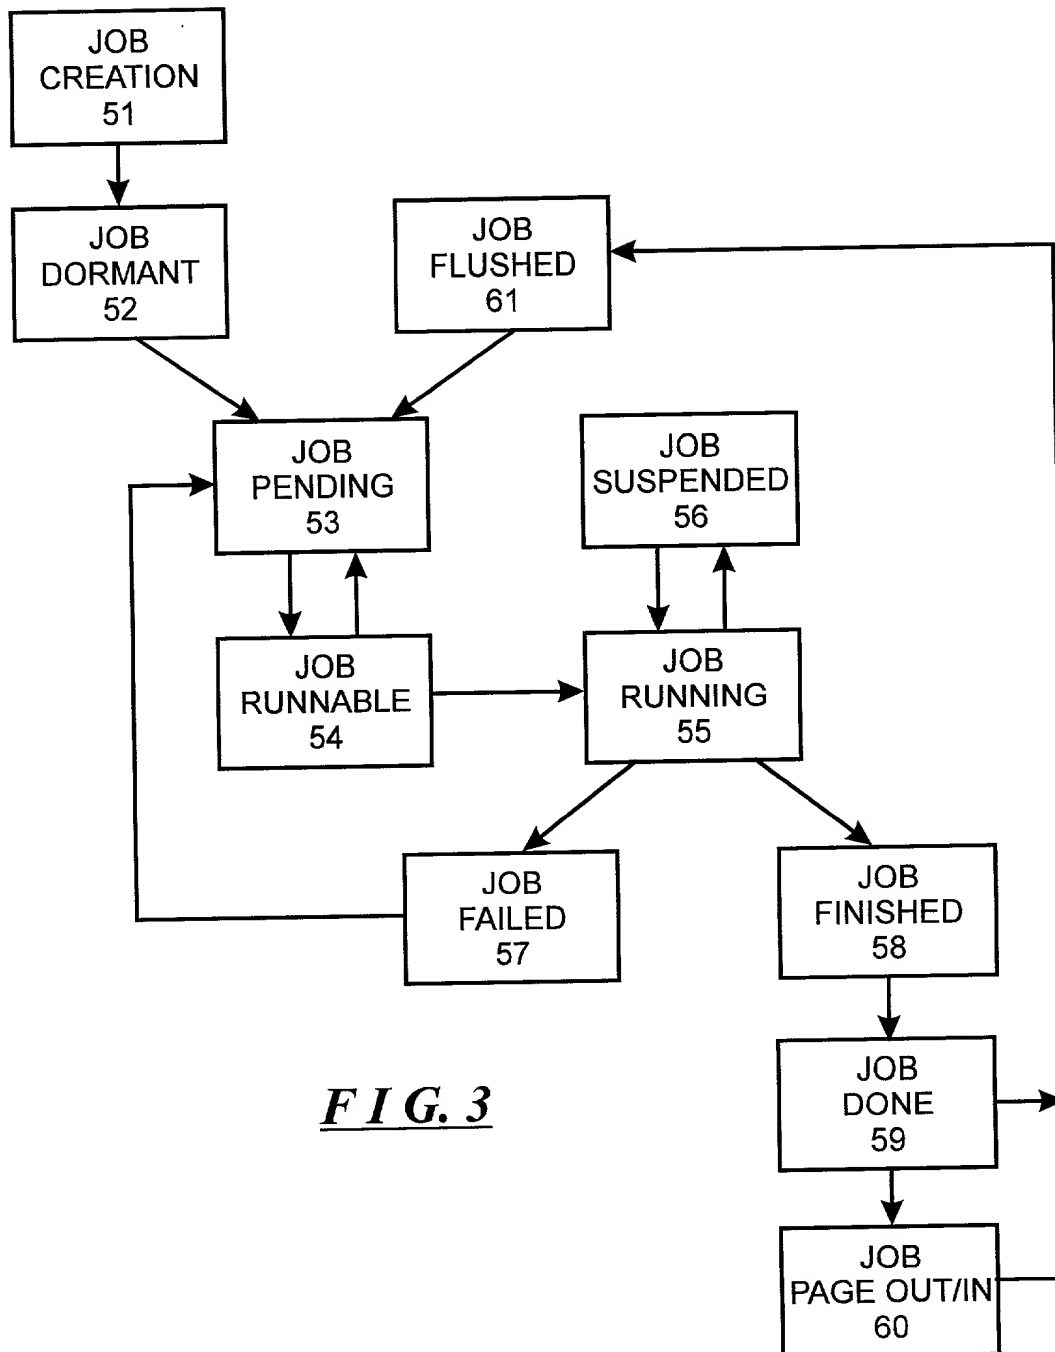 JOB
CREATION
51
JOB
DORMANT
52
JOB
FLUSHED
61
JOB
PENDING
53
JOB
SUSPENDED
56
JOB
RUNNABLE
54
JOB
RUNNING
55
JOB
FAILED
57
JOB
FINISHED
58
JOB
DONE
59
JOB
PAGE OUT/IN
60
F I G. 3